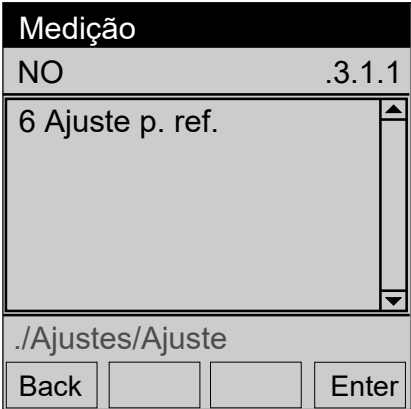 Medição
NO .3.1.1
6 Ajuste p. ref.
./Ajustes/Ajuste
Back Enter